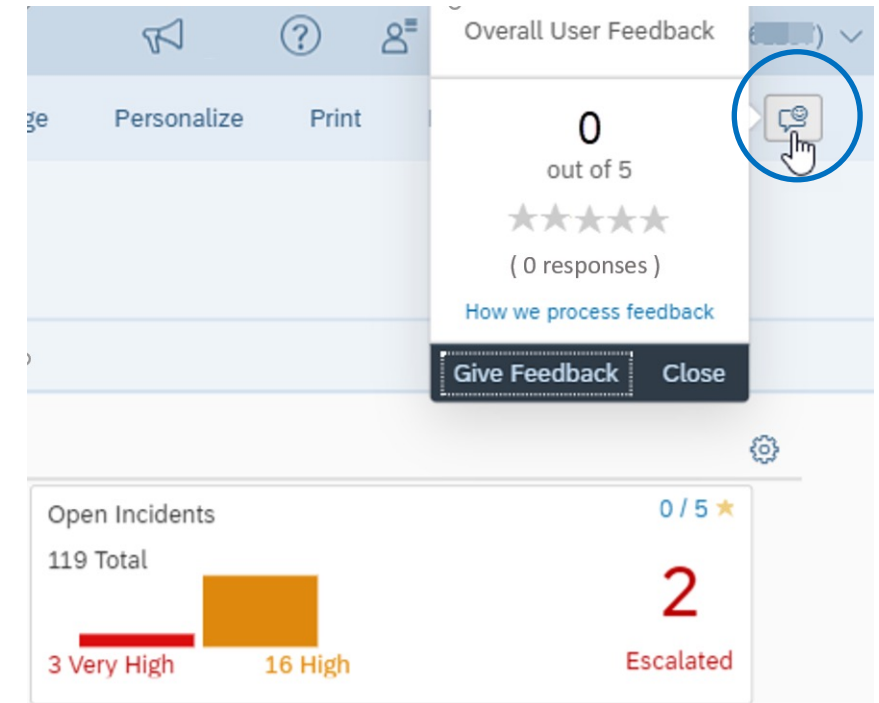 Overall User Feedback
Personalize
Print
0
out of 5
( 0 responses )
How we process feedback
Give Feedback
Close
Open Incidents
0 / 5
119 Total
2
3 Very High
16 High
Escalated